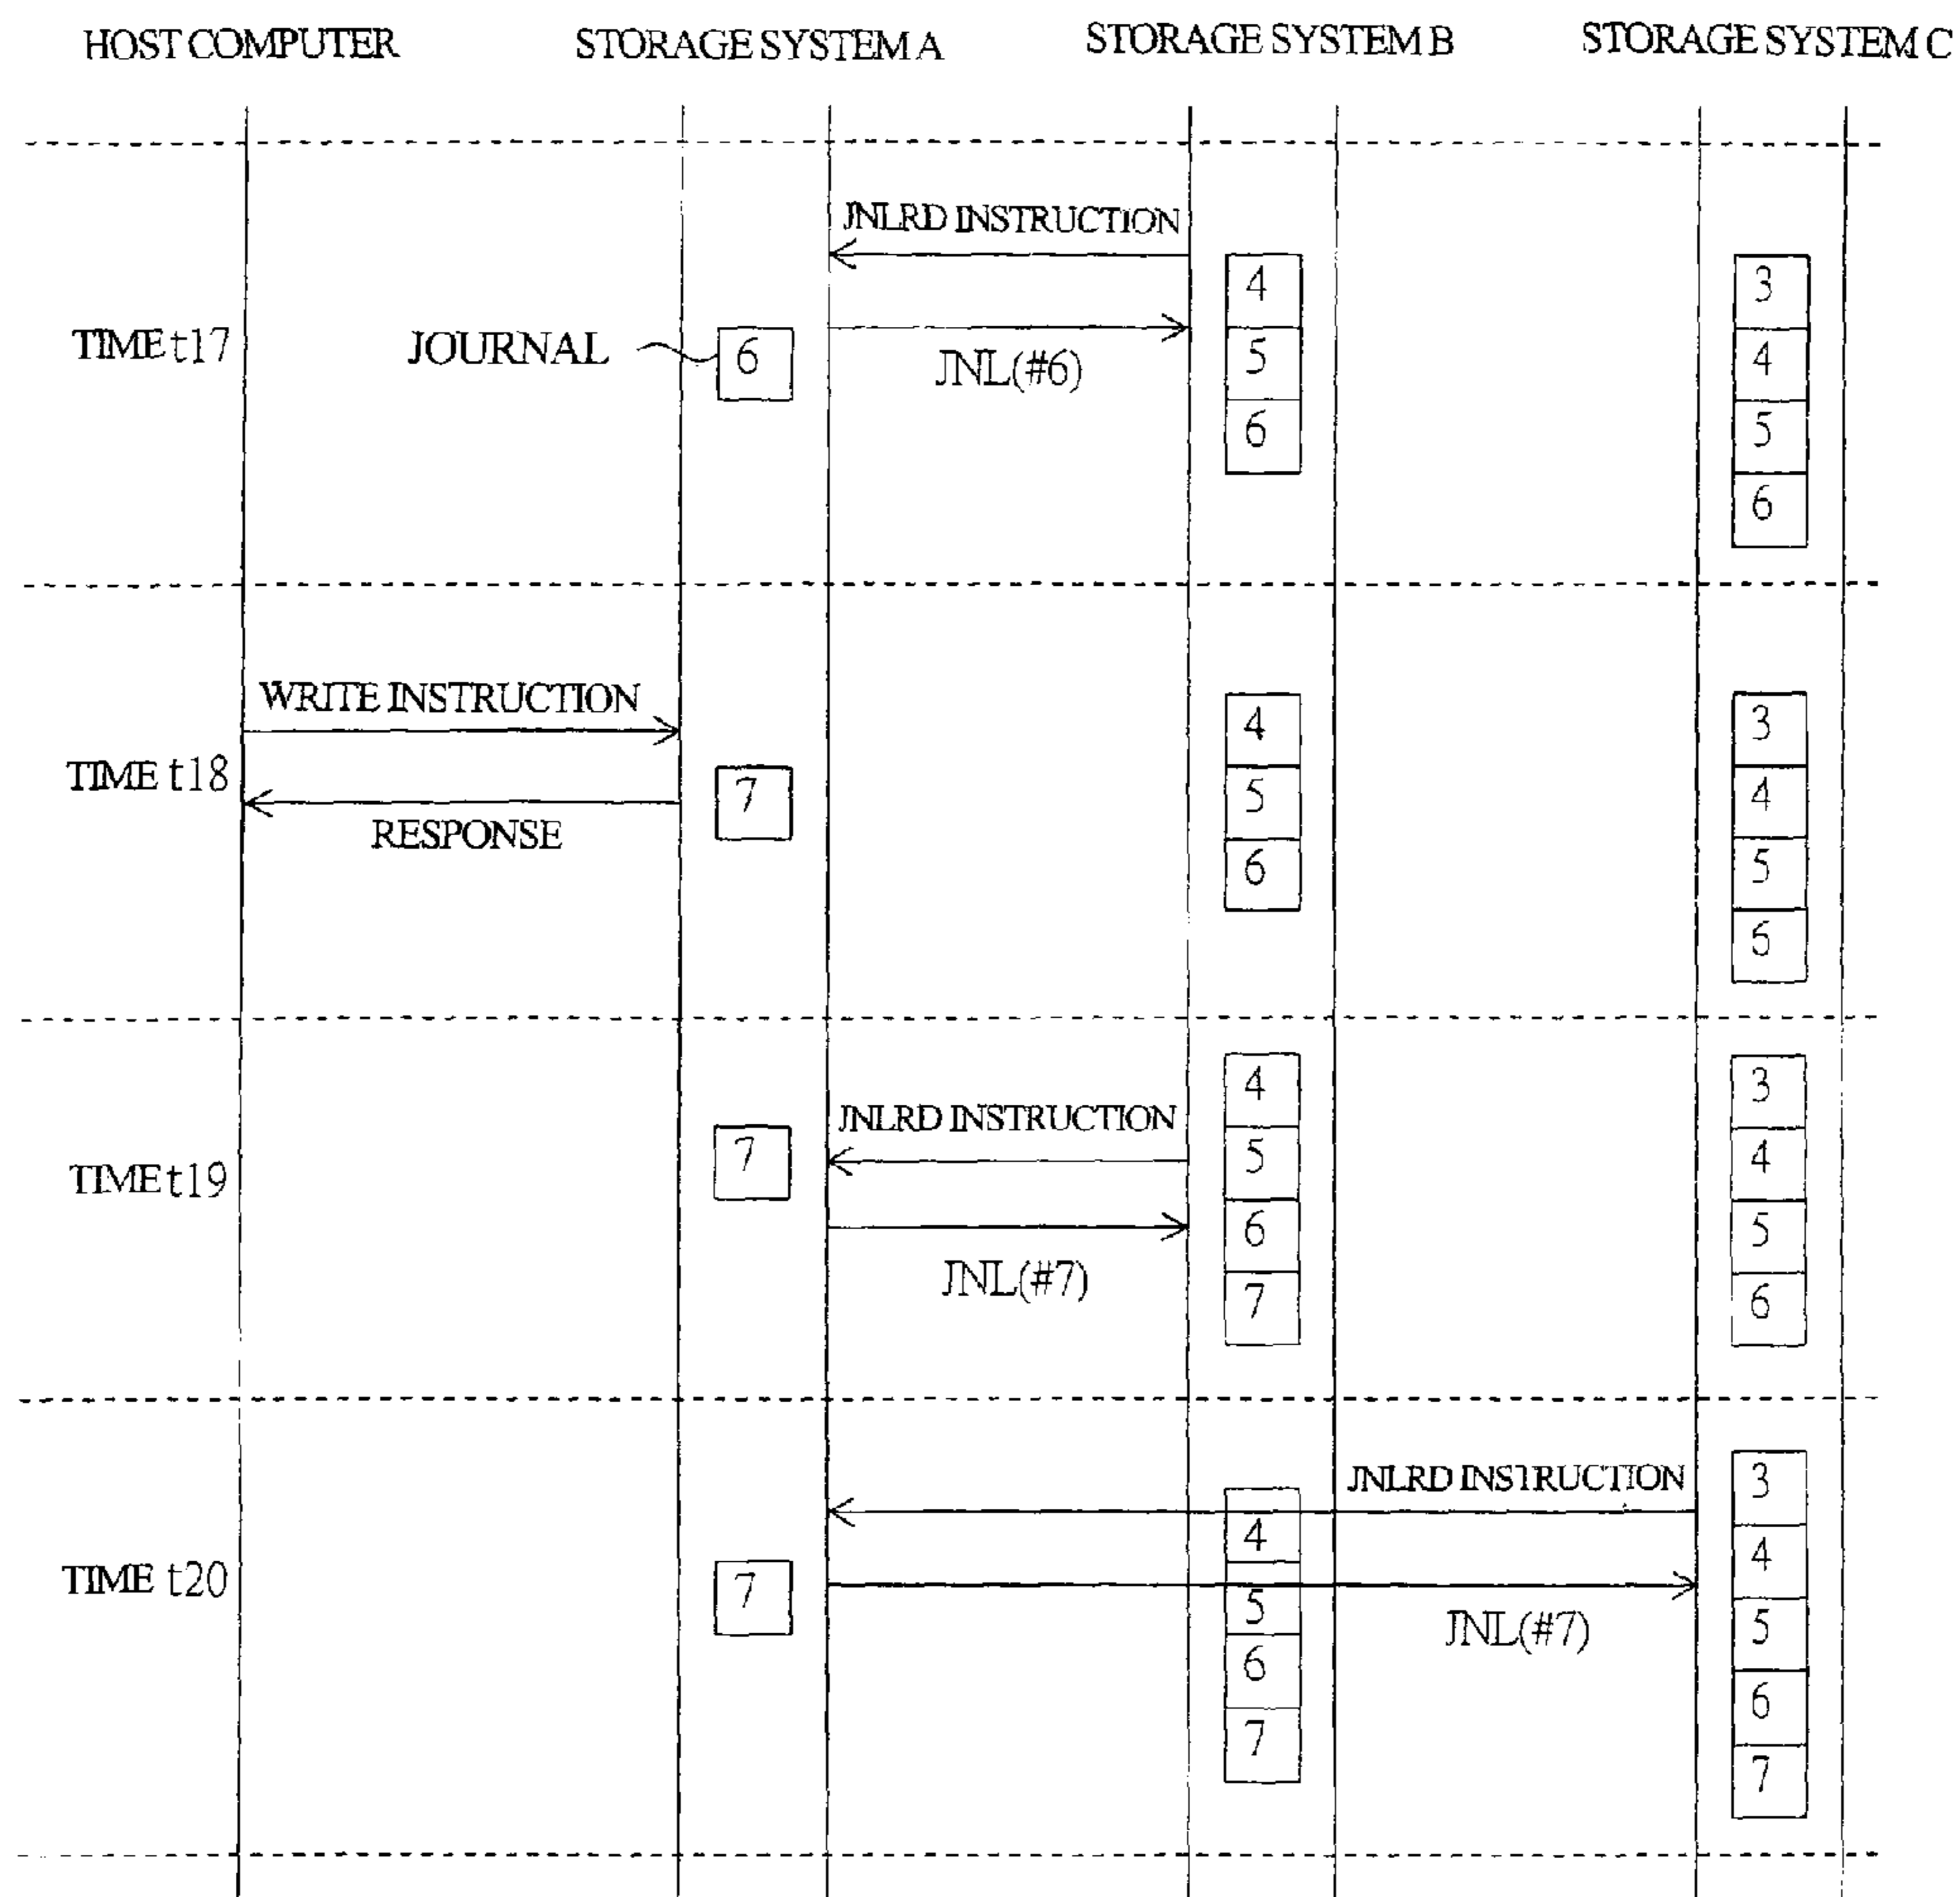 HOST COMPUTER STORAGE SYSTEM A STORAGE SYSTEM B STORAGE SYSTEM C
JNLRD INSTRUCTION
TIME t17
JOURNAL
6
JNL(#6)
4
5
6
3
4
5
6
WRITE INSTRUCTION
TIME t18
RESPONSE
7
4
5
6
3
4
5
6
TIME t19
7
JNLRD INSTRUCTION
JNL(#7)
4
5
6
7
3
4
5
6
JNLRD INSTRUCTION
TIME t20
7
4
5
6
7
JNL(#7)
3
4
5
6
7